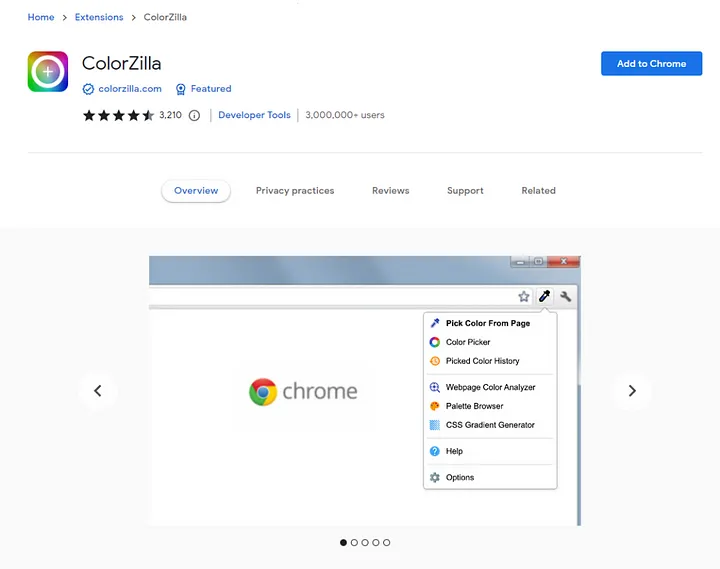 Home > Extensions > ColorZilla
ColorZilla
Add to Chrome
colorzilla.com Featured
3,210 | Developer Tools | 3,000,000+ users
Overview Privacy practices Reviews Support Related
Pick Color From Page
Color Picker
chrome
Picked Color History
Webpage Color Analyzer
Palette Browser
CSS Gradient Generator
Help
Options